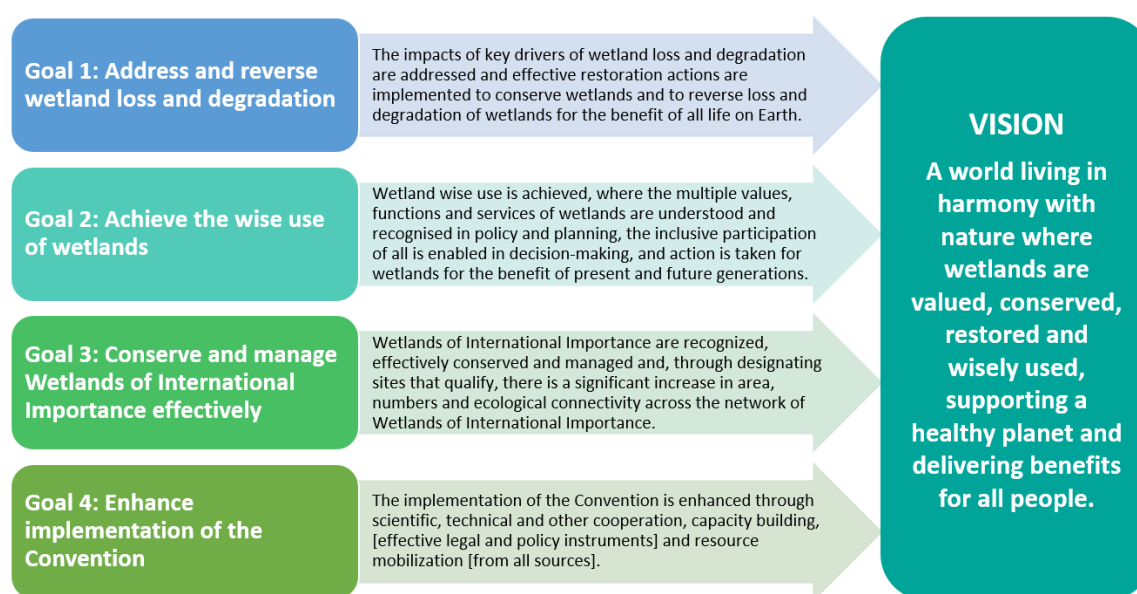 Goal 1: Address and reverse
wetland loss and degradation
The impacts of key drivers of wetland loss and degradation
are addressed and effective restoration actions are
implemented to conserve wetlands and to reverse loss and
degradation of wetlands for the benefit of all life on Earth.
Goal 2: Achieve the wise use
of wetlands
Wetland wise use is achieved, where the multiple values,
functions and services of wetlands are understood and
recognised in policy and planning, the inclusive participation
of all is enabled in decision-making, and action is taken for
wetlands for the benefit of present and future generations.
Goal 3: Conserve and manage
Wetlands of International
Importance effectively
Wetlands of International Importance are recognized,
effectively conserved and managed and, through designating
sites that qualify, there is a significant increase in area,
numbers and ecological connectivity across the network of
Wetlands of International Importance.
Goal 4: Enhance
implementation of the
Convention
The implementation of the Convention is enhanced through
scientific, technical and other cooperation, capacity building,
[effective legal and policy instruments] and resource
mobilization [from all sources].
VISION
A world living in
harmony with
nature where
wetlands are
valued, conserved,
restored and
wisely used,
supporting a
healthy planet and
delivering benefits
for all people.